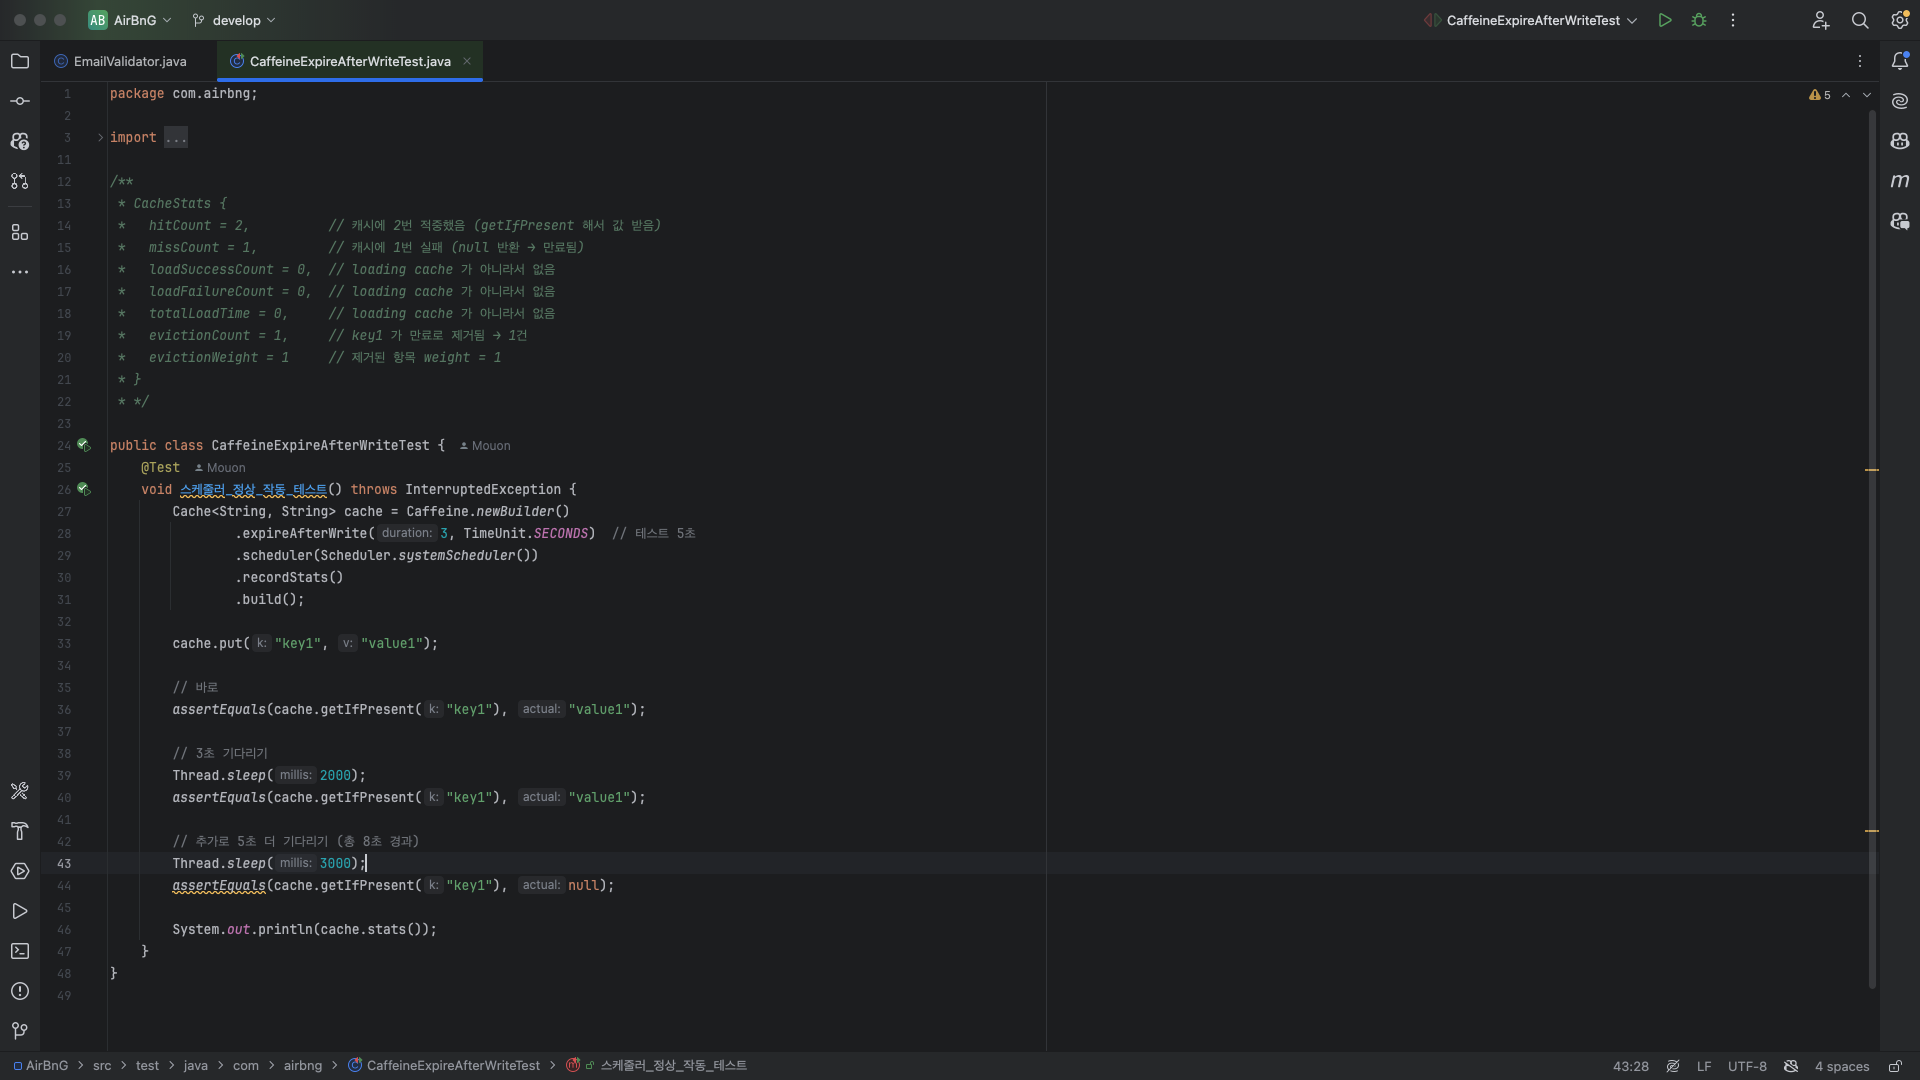 AB AirBnG develop CaffeineExpireAfterWriteTest
EmailValidator.java CaffeineExpireAfterWriteTest.java
5
1 package com.airbng;
2
3 import ...
11
12 /**
13 * CacheStats {
14 *   hitCount = 2,          // 캐시에 2번 적중했음 (getIfPresent 해서 값 받음)
15 *   missCount = 1,         // 캐시에 1번 실패 (null 반환 → 만료됨)
16 *   loadSuccessCount = 0,  // loading cache 가 아니라서 없음
17 *   loadFailureCount = 0,  // loading cache 가 아니라서 없음
18 *   totalLoadTime = 0,     // loading cache 가 아니라서 없음
19 *   evictionCount = 1,     // key1 가 만료로 제거됨 → 1건
20 *   evictionWeight = 1     // 제거된 항목 weight = 1
21 * }
22 * */
23
24 public class CaffeineExpireAfterWriteTest { Mouon
25 @Test Mouon
26 void 스케줄러_정상_작동_테스트() throws InterruptedException {
27 Cache<String, String> cache = Caffeine.newBuilder()
28 .expireAfterWrite( duration: 3, TimeUnit.SECONDS)  // 테스트 5초
29 .scheduler(Scheduler.systemScheduler())
30 .recordStats()
31 .build();
32
33 cache.put( k: "key1", v: "value1");
34
35 // 바로
36 assertEquals(cache.getIfPresent( k: "key1"), actual: "value1");
37
38 // 3초 기다리기
39 Thread.sleep( millis: 2000);
40 assertEquals(cache.getIfPresent( k: "key1"), actual: "value1");
41
42 // 추가로 5초 더 기다리기 (총 8초 경과)
43 Thread.sleep( millis: 3000);
44 assertEquals(cache.getIfPresent( k: "key1"), actual: null);
45
46 System.out.println(cache.stats());
47 }
48 }
49
AirBnG > src > test > java > com > airbng > CaffeineExpireAfterWriteTest > 스케줄러_정상_작동_테스트 43:28 LF UTF-8 4 spaces